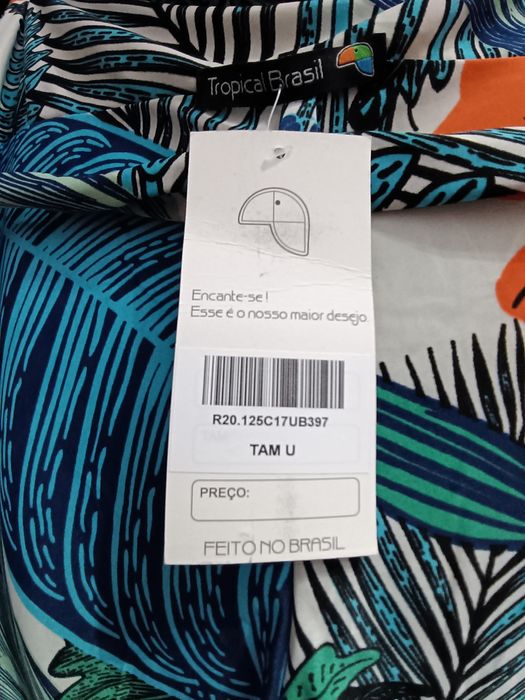 Tropical Brasil
Encante-se!
Esse é o nosso maior desejo.
R20.125C17UB397
TAM U
PREÇO:
FEITO NO BRASIL